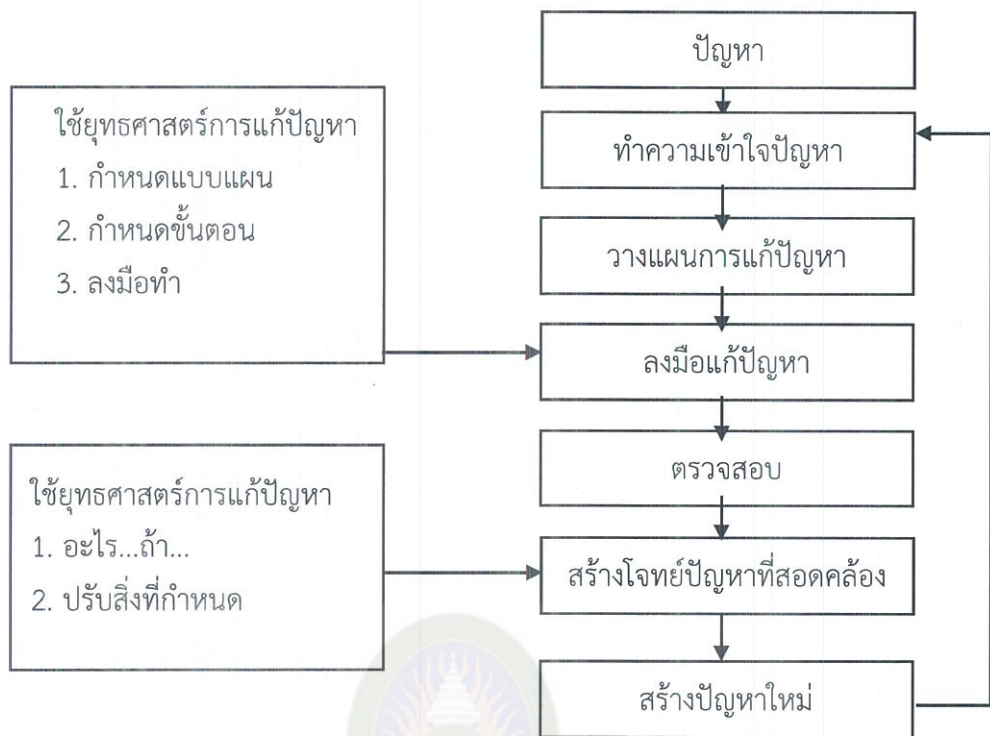 ปัญหา
ทำความเข้าใจปัญหา
วางแผนการแก้ปัญหา
ลงมือแก้ปัญหา
ตรวจสอบ
สร้างโจทย์ปัญหาที่สอดคล้อง
สร้างปัญหาใหม่
ใช้ยุทธศาสตร์การแก้ปัญหา
1. กำหนดแบบแผน
2. กำหนดขั้นตอน
3. ลงมือทำ
ใช้ยุทธศาสตร์การแก้ปัญหา
1. อะไร...ถ้า...
2. ปรับสิ่งที่กำหนด